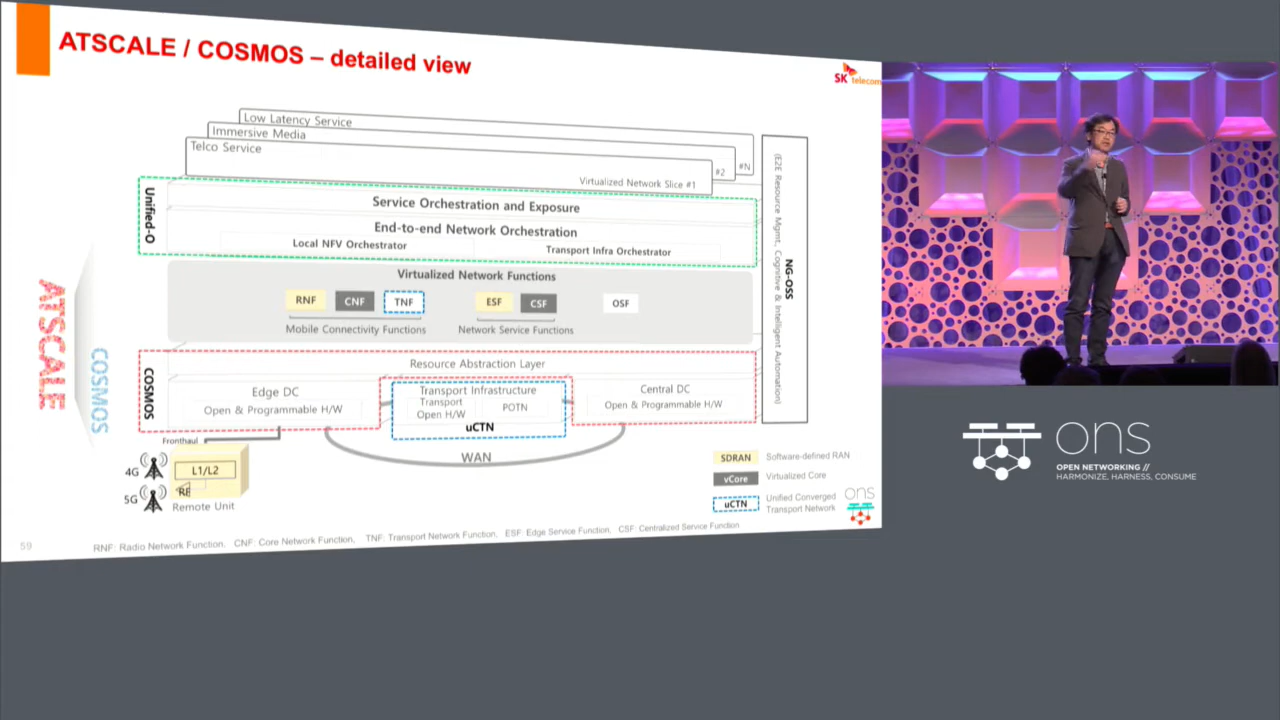 ATSCALE / COSMOS – detailed view
SK telecom
Low Latency Service
Immersive Media
Telco Service
#N
#2
Virtualized Network Slice #1
Unified-O
Service Orchestration and Exposure
End-to-end Network Orchestration
Local NFV Orchestrator
Transport Infra Orchestrator
NG-OSS
(E2E Resource Mgmt., Cognitive & Intelligent Automation)
Virtualized Network Functions
RNF
CNF
TNF
ESF
CSF
OSF
Mobile Connectivity Functions
Network Service Functions
ATSCALE
COSMOS
COSMOS
Resource Abstraction Layer
Edge DC
Open & Programmable H/W
Transport Infrastructure
Transport
Open H/W
POTN
uCTN
Central DC
Open & Programmable H/W
WAN
Fronthaul
4G
5G
L1/L2
RF
Remote Unit
SDRAN
Software-defined RAN
vCore
Virtualized Core
uCTN
Unified Converged
Transport Network
ons
59
RNF: Radio Network Function, CNF: Core Network Function, TNF: Transport Network Function, ESF: Edge Service Function, CSF: Centralized Service Function
ons
OPEN NETWORKING //
HARMONIZE, HARNESS, CONSUME